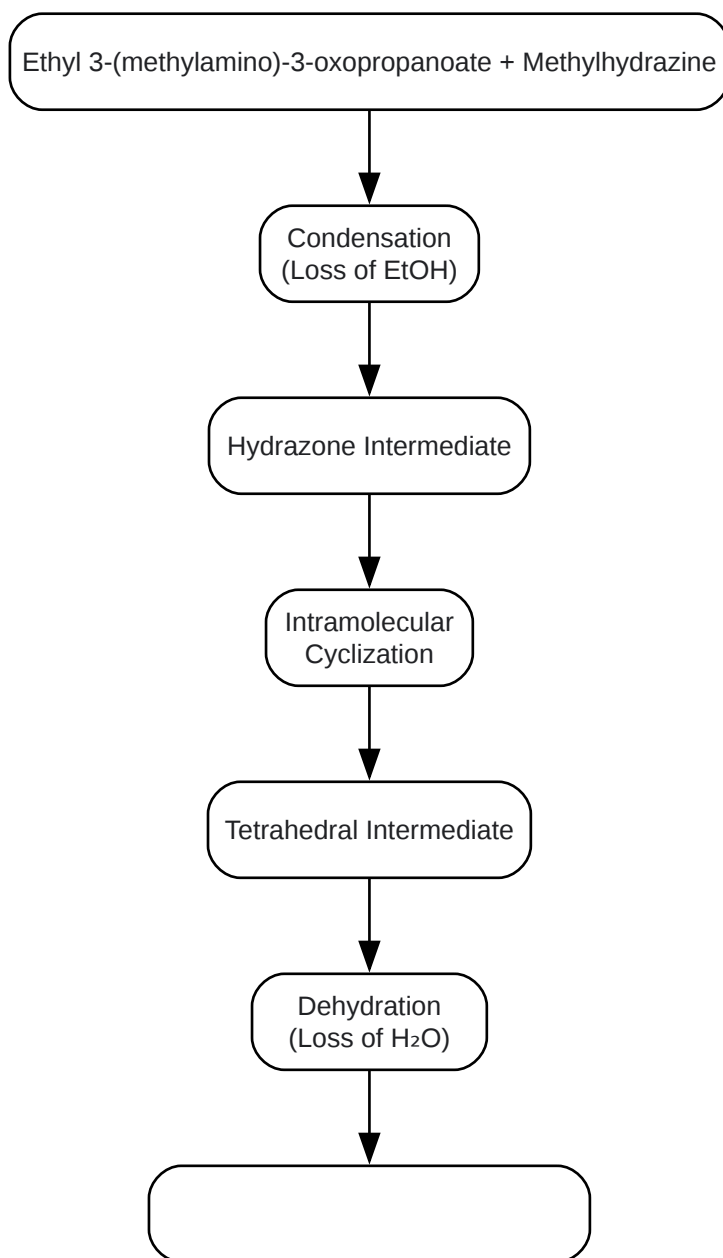 Ethyl 3-(methylamino)-3-oxopropanoate + Methylhydrazine
Condensation
(Loss of EtOH)
Hydrazone Intermediate
Intramolecular
Cyclization
Tetrahedral Intermediate
Dehydration
(Loss of H₂O)